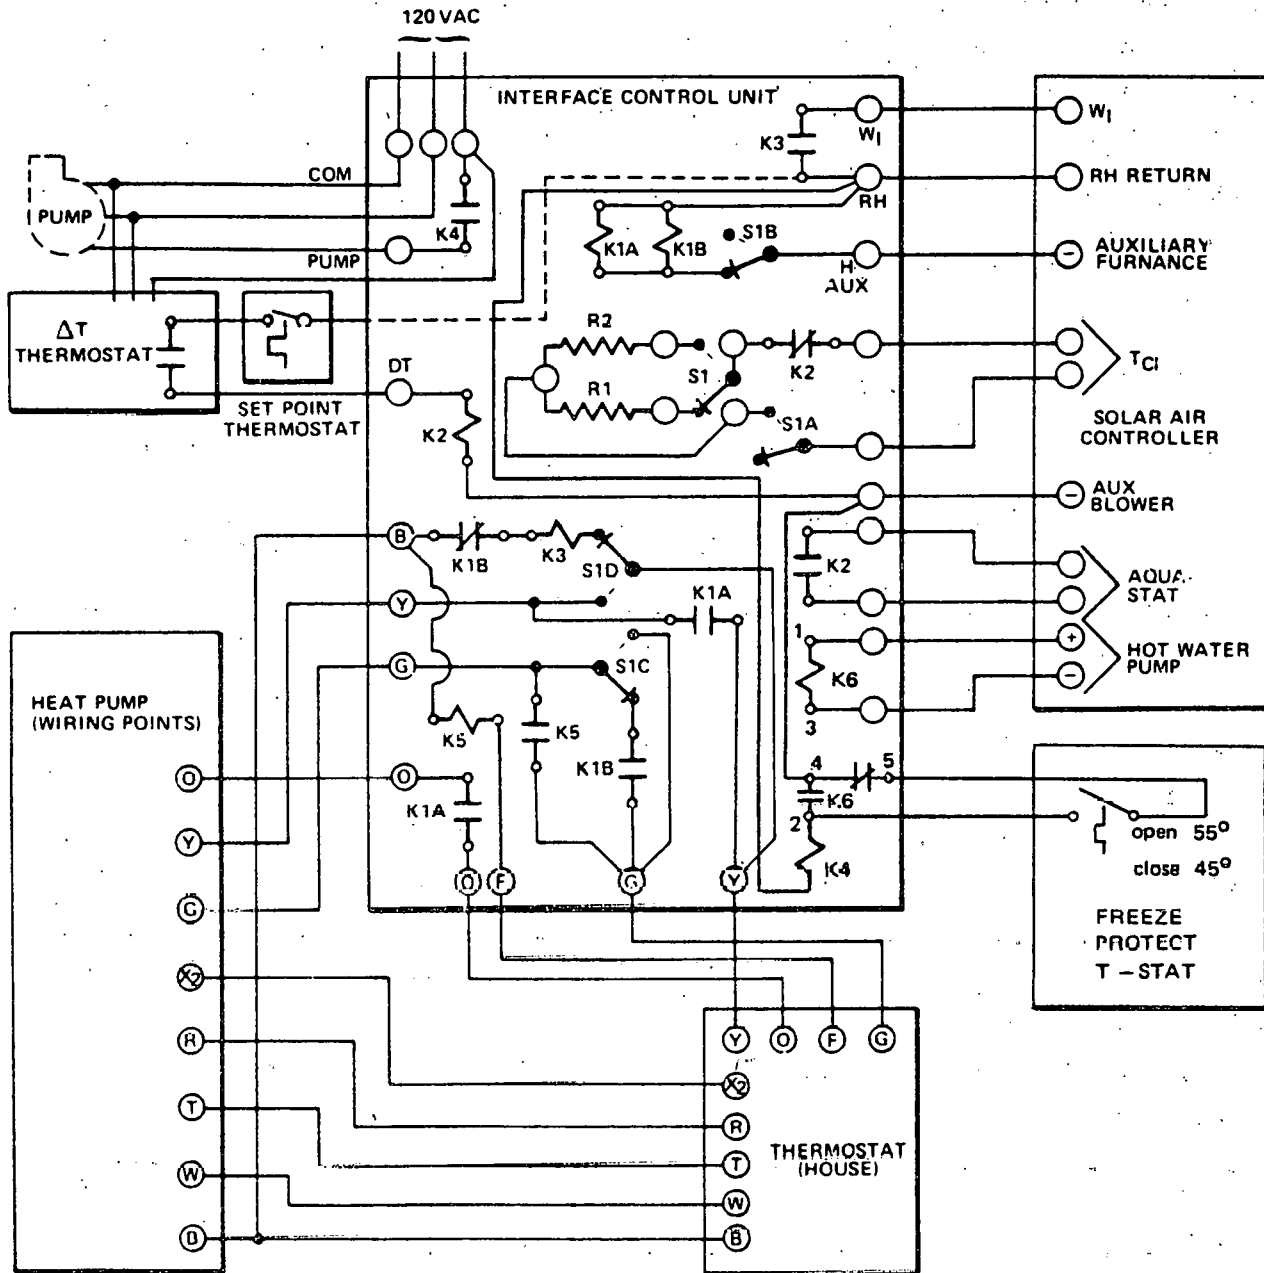 120 VAC
INTERFACE CONTROL UNIT
K3
W1
W1
COM
RH
RH RETURN
PUMP
K4
K1A
K1B
S1B
PUMP
H
AUX
AUXILIARY
FURNANCE
ΔT
THERMOSTAT
R2
S1
K2
TCI
DT
R1
SET POINT
THERMOSTAT
K2
S1A
SOLAR AIR
CONTROLLER
AUX
BLOWER
B
K1B
K3
S1D
K2
AQUA-
STAT
Y
K1A
1
HOT WATER
PUMP
G
S1C
K6
3
HEAT PUMP
(WIRING POINTS)
K5
K5
K1B
4
5
O
O
K1A
K6
2
open 55°
close 45°
Y
K4
O
F
G
Y
G
FREEZE
PROTECT
T-STAT
X2
R
Y
O
F
G
X2
T
R
THERMOSTAT
(HOUSE)
T
W
W
B
B